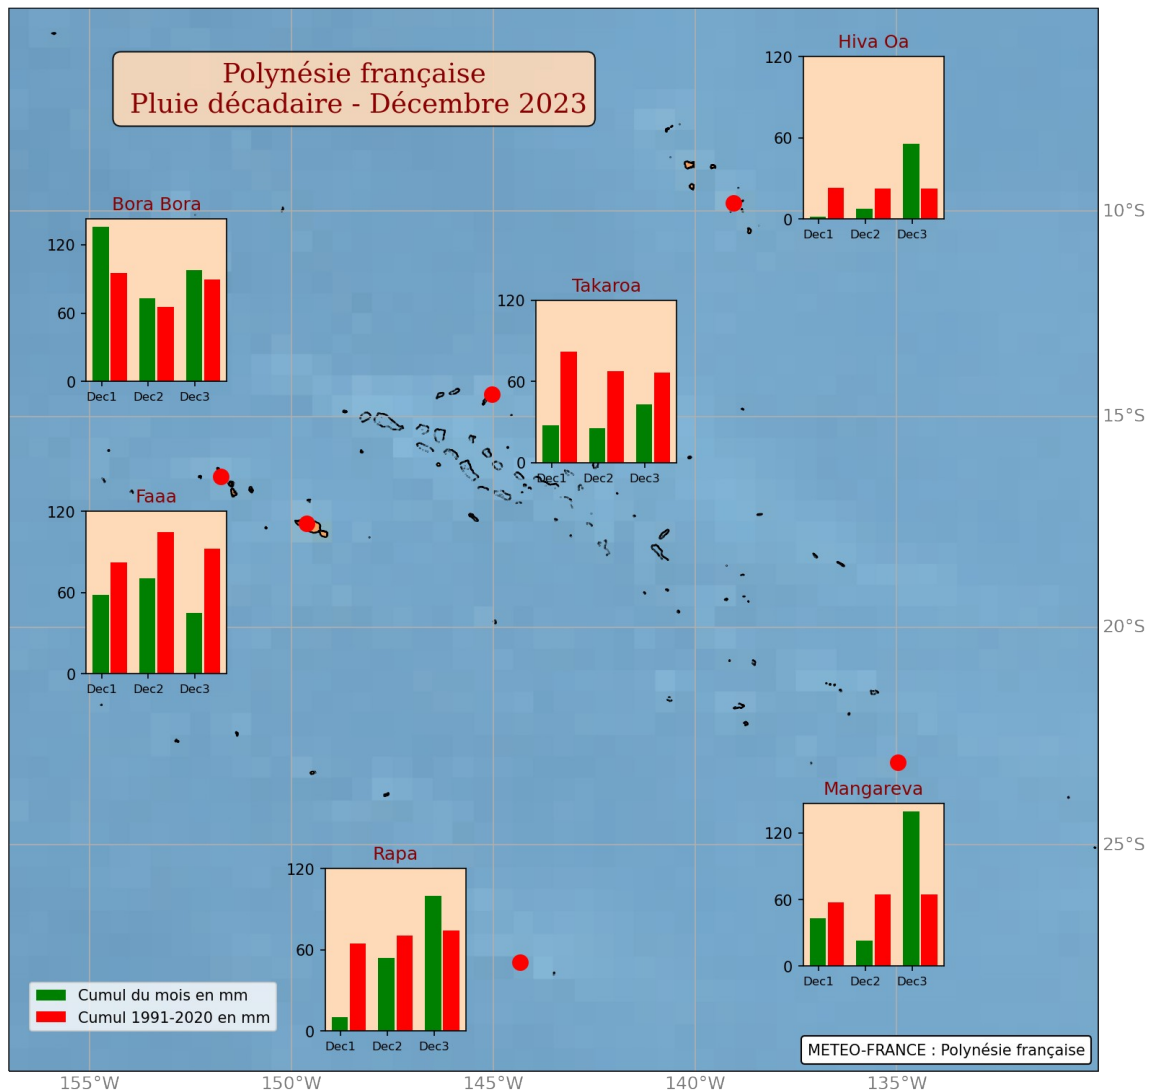 Polynésie française
Pluie décadaire - Décembre 2023
Hiva Oa
120
60
0
Dec1 Dec2 Dec3
10°S
Bora Bora
120
60
0
Dec1 Dec2 Dec3
Takaroa
120
60
0
Dec1 Dec2 Dec3
15°S
Faaa
120
60
0
Dec1 Dec2 Dec3
20°S
Mangareva
120
60
0
Dec1 Dec2 Dec3
25°S
Rapa
120
60
0
Dec1 Dec2 Dec3
Cumul du mois en mm
Cumul 1991-2020 en mm
METEO-FRANCE : Polynésie française
155°W 150°W 145°W 140°W 135°W